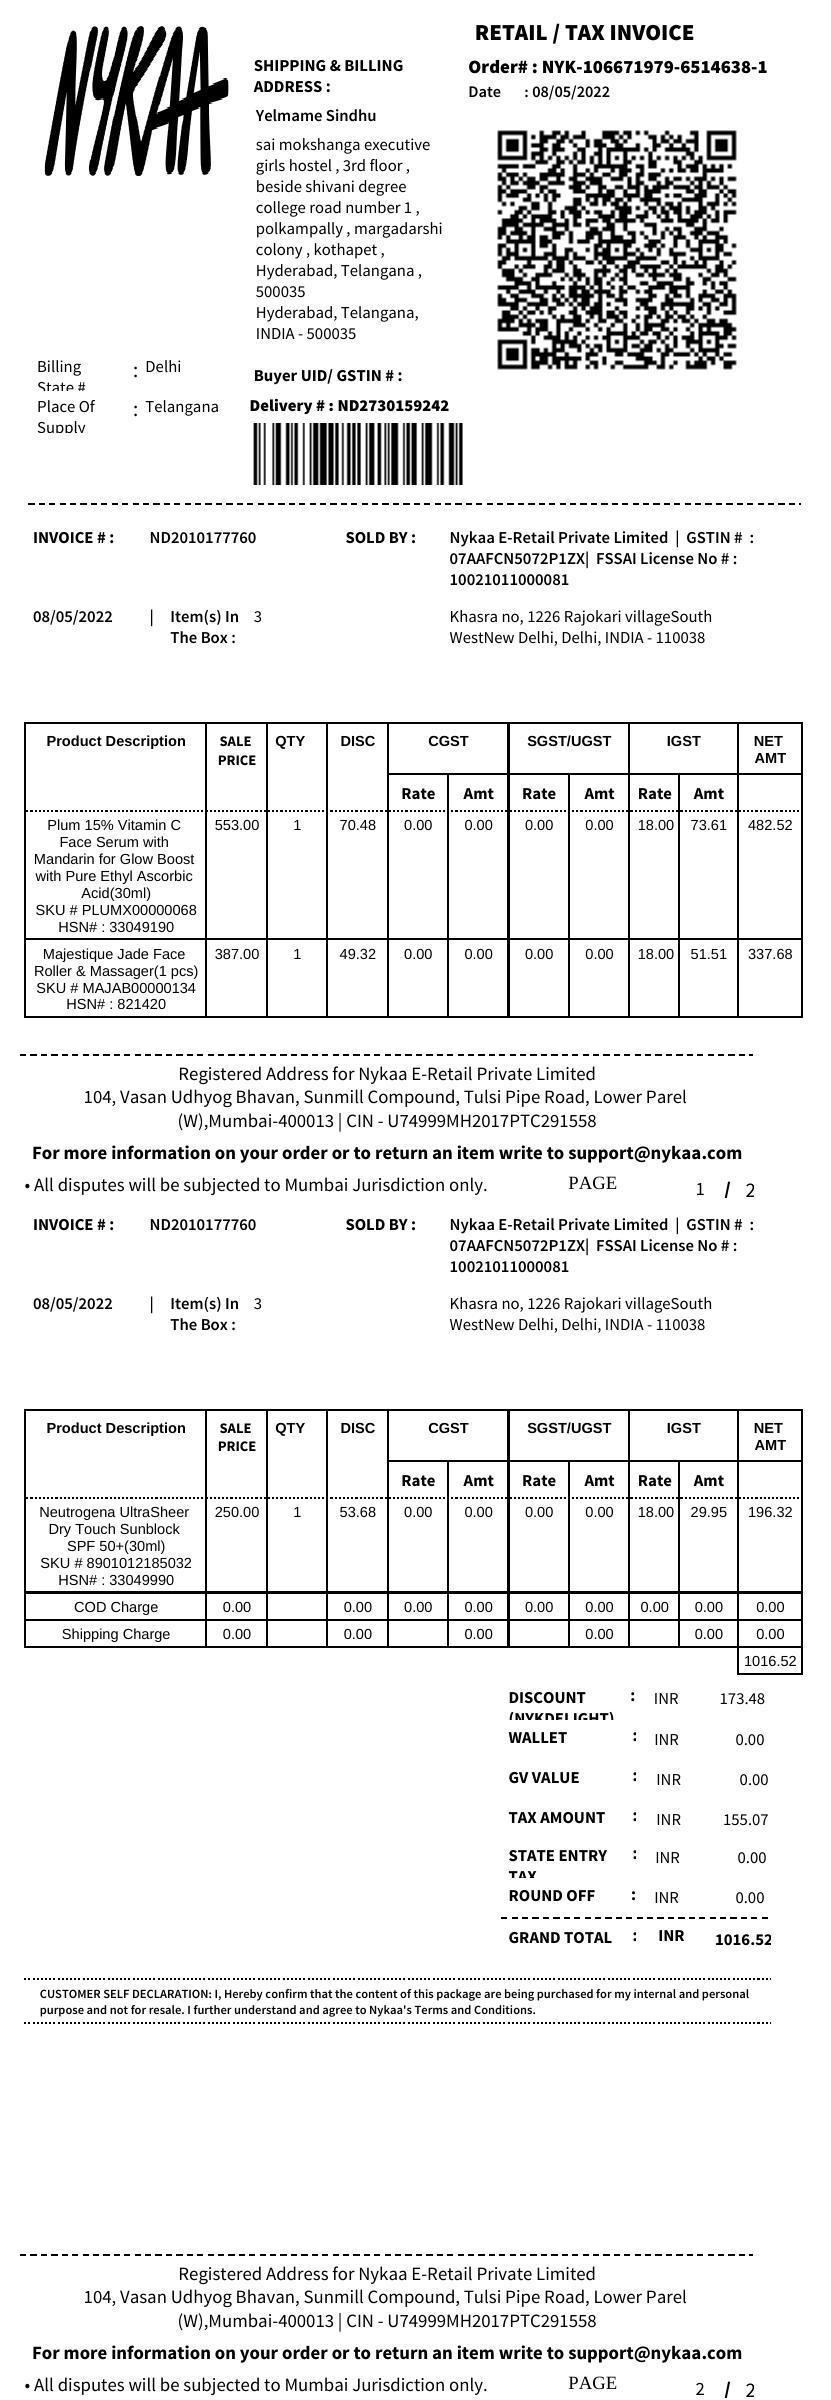 NYKAA
RETAIL / TAX INVOICE
SHIPPING & BILLING
ADDRESS :
Order# : NYK-106671979-6514638-1
Date : 08/05/2022
Yelmame Sindhu
sai mokshanga executive
girls hostel , 3rd floor ,
beside shivani degree
college road number 1 ,
polkampally , margadarshi
colony , kothapet ,
Hyderabad, Telangana ,
500035
Hyderabad, Telangana,
INDIA - 500035
Billing
State #
: Delhi
Buyer UID/ GSTIN # :
Place Of
Supply
: Telangana
Delivery # : ND2730159242
INVOICE # : ND2010177760 SOLD BY : Nykaa E-Retail Private Limited | GSTIN # :
07AAFCN5072P1ZX| FSSAI License No # :
10021011000081
08/05/2022 | Item(s) In 3 Khasra no, 1226 Rajokari villageSouth
The Box : WestNew Delhi, Delhi, INDIA - 110038
Product Description SALE QTY DISC CGST SGST/UGST IGST NET
PRICE AMT
Rate Amt Rate Amt Rate Amt
Plum 15% Vitamin C 553.00 1 70.48 0.00 0.00 0.00 0.00 18.00 73.61 482.52
Face Serum with
Mandarin for Glow Boost
with Pure Ethyl Ascorbic
Acid(30ml)
SKU # PLUMX00000068
HSN# : 33049190
Majestique Jade Face 387.00 1 49.32 0.00 0.00 0.00 0.00 18.00 51.51 337.68
Roller & Massager(1 pcs)
SKU # MAJAB00000134
HSN# : 821420
Registered Address for Nykaa E-Retail Private Limited
104, Vasan Udhyog Bhavan, Sunmill Compound, Tulsi Pipe Road, Lower Parel
(W),Mumbai-400013 | CIN - U74999MH2017PTC291558
For more information on your order or to return an item write to support@nykaa.com
• All disputes will be subjected to Mumbai Jurisdiction only. PAGE 1 / 2
INVOICE # : ND2010177760 SOLD BY : Nykaa E-Retail Private Limited | GSTIN # :
07AAFCN5072P1ZX| FSSAI License No # :
10021011000081
08/05/2022 | Item(s) In 3 Khasra no, 1226 Rajokari villageSouth
The Box : WestNew Delhi, Delhi, INDIA - 110038
Product Description SALE QTY DISC CGST SGST/UGST IGST NET
PRICE AMT
Rate Amt Rate Amt Rate Amt
Neutrogena UltraSheer 250.00 1 53.68 0.00 0.00 0.00 0.00 18.00 29.95 196.32
Dry Touch Sunblock
SPF 50+(30ml)
SKU # 8901012185032
HSN# : 33049990
COD Charge 0.00 0.00 0.00 0.00 0.00 0.00 0.00 0.00 0.00
Shipping Charge 0.00 0.00 0.00 0.00 0.00 0.00
1016.52
DISCOUNT : INR 173.48
(NYKDELIGHT)
WALLET : INR 0.00
GV VALUE : INR 0.00
TAX AMOUNT : INR 155.07
STATE ENTRY : INR 0.00
TAX
ROUND OFF : INR 0.00
GRAND TOTAL : INR 1016.52
CUSTOMER SELF DECLARATION: I, Hereby confirm that the content of this package are being purchased for my internal and personal
purpose and not for resale. I further understand and agree to Nykaa's Terms and Conditions.
Registered Address for Nykaa E-Retail Private Limited
104, Vasan Udhyog Bhavan, Sunmill Compound, Tulsi Pipe Road, Lower Parel
(W),Mumbai-400013 | CIN - U74999MH2017PTC291558
For more information on your order or to return an item write to support@nykaa.com
• All disputes will be subjected to Mumbai Jurisdiction only. PAGE 2 / 2